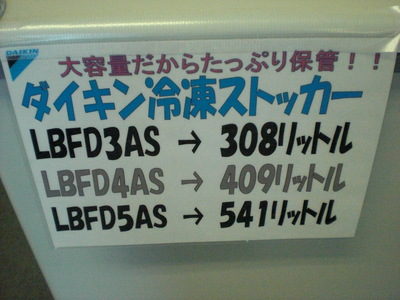 DAIKIN
大容量だからたっぷり保管！！
ダイキン冷凍ストッカー
LBFD3AS → 308リットル
LBFD4AS → 409リットル
LBFD5AS → 541リットル